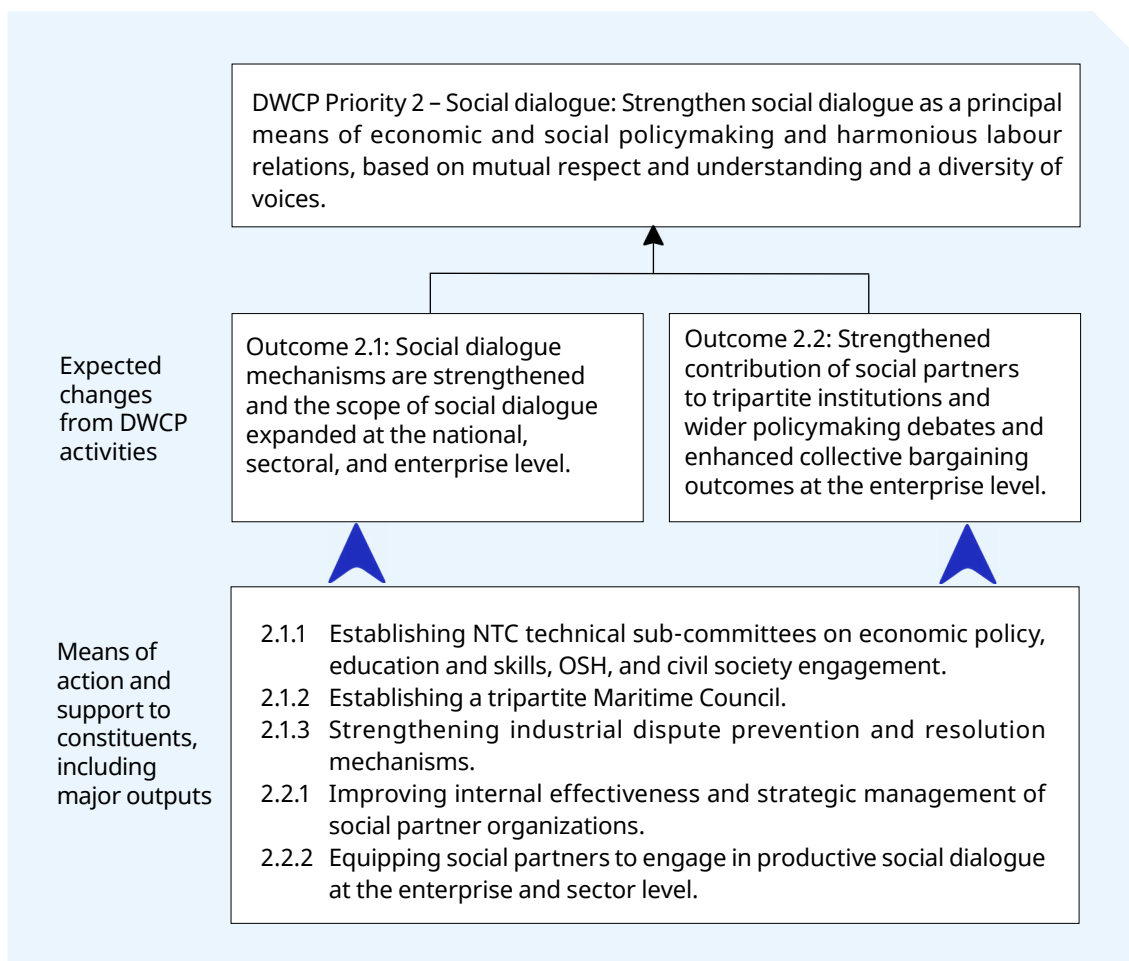 DWCP Priority 2 – Social dialogue: Strengthen social dialogue as a principal
means of economic and social policymaking and harmonious labour
relations, based on mutual respect and understanding and a diversity of
voices.
Expected
changes
from DWCP
activities
Outcome 2.1: Social dialogue
mechanisms are strengthened
and the scope of social dialogue
expanded at the national,
sectoral, and enterprise level.
Outcome 2.2: Strengthened
contribution of social partners
to tripartite institutions and
wider policymaking debates and
enhanced collective bargaining
outcomes at the enterprise level.
Means of
action and
support to
constituents,
including
major outputs
2.1.1 Establishing NTC technical sub-committees on economic policy,
education and skills, OSH, and civil society engagement.
2.1.2 Establishing a tripartite Maritime Council.
2.1.3 Strengthening industrial dispute prevention and resolution
mechanisms.
2.2.1 Improving internal effectiveness and strategic management of
social partner organizations.
2.2.2 Equipping social partners to engage in productive social dialogue
at the enterprise and sector level.